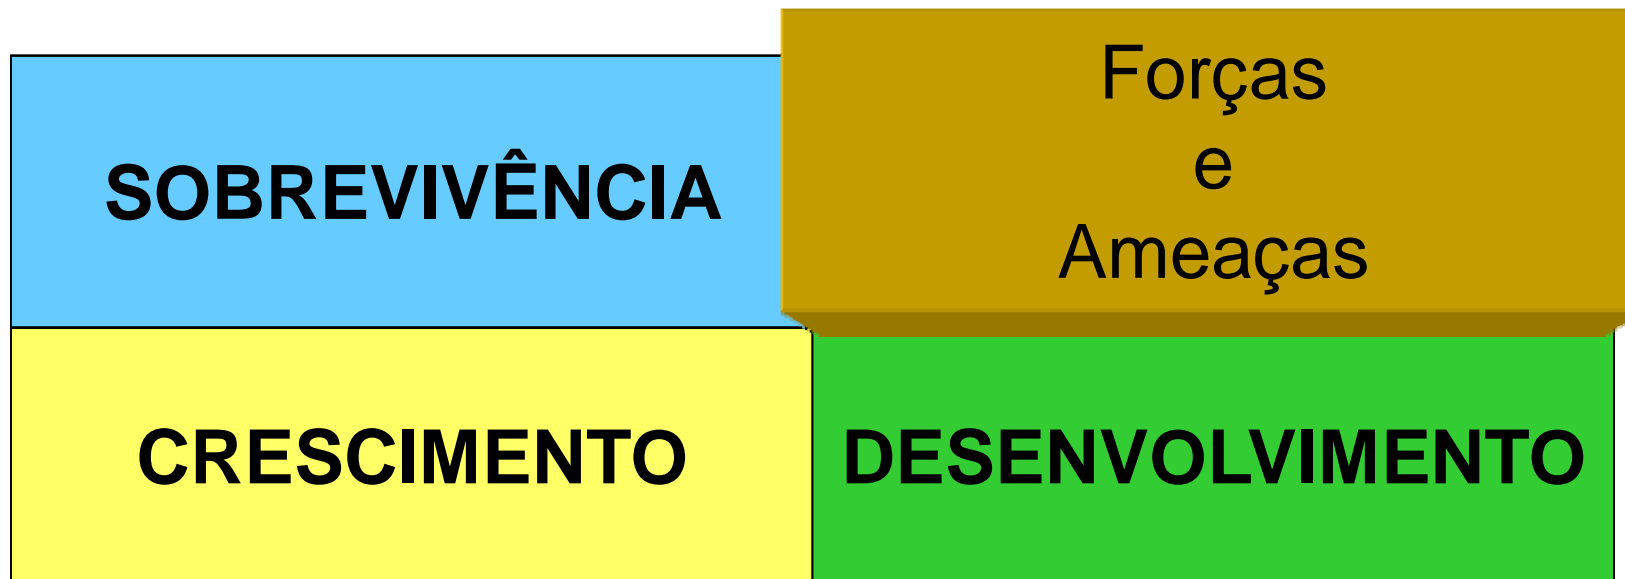 SOBREVIVÊNCIA
Forças
e
Ameaças
CRESCIMENTO
DESENVOLVIMENTO